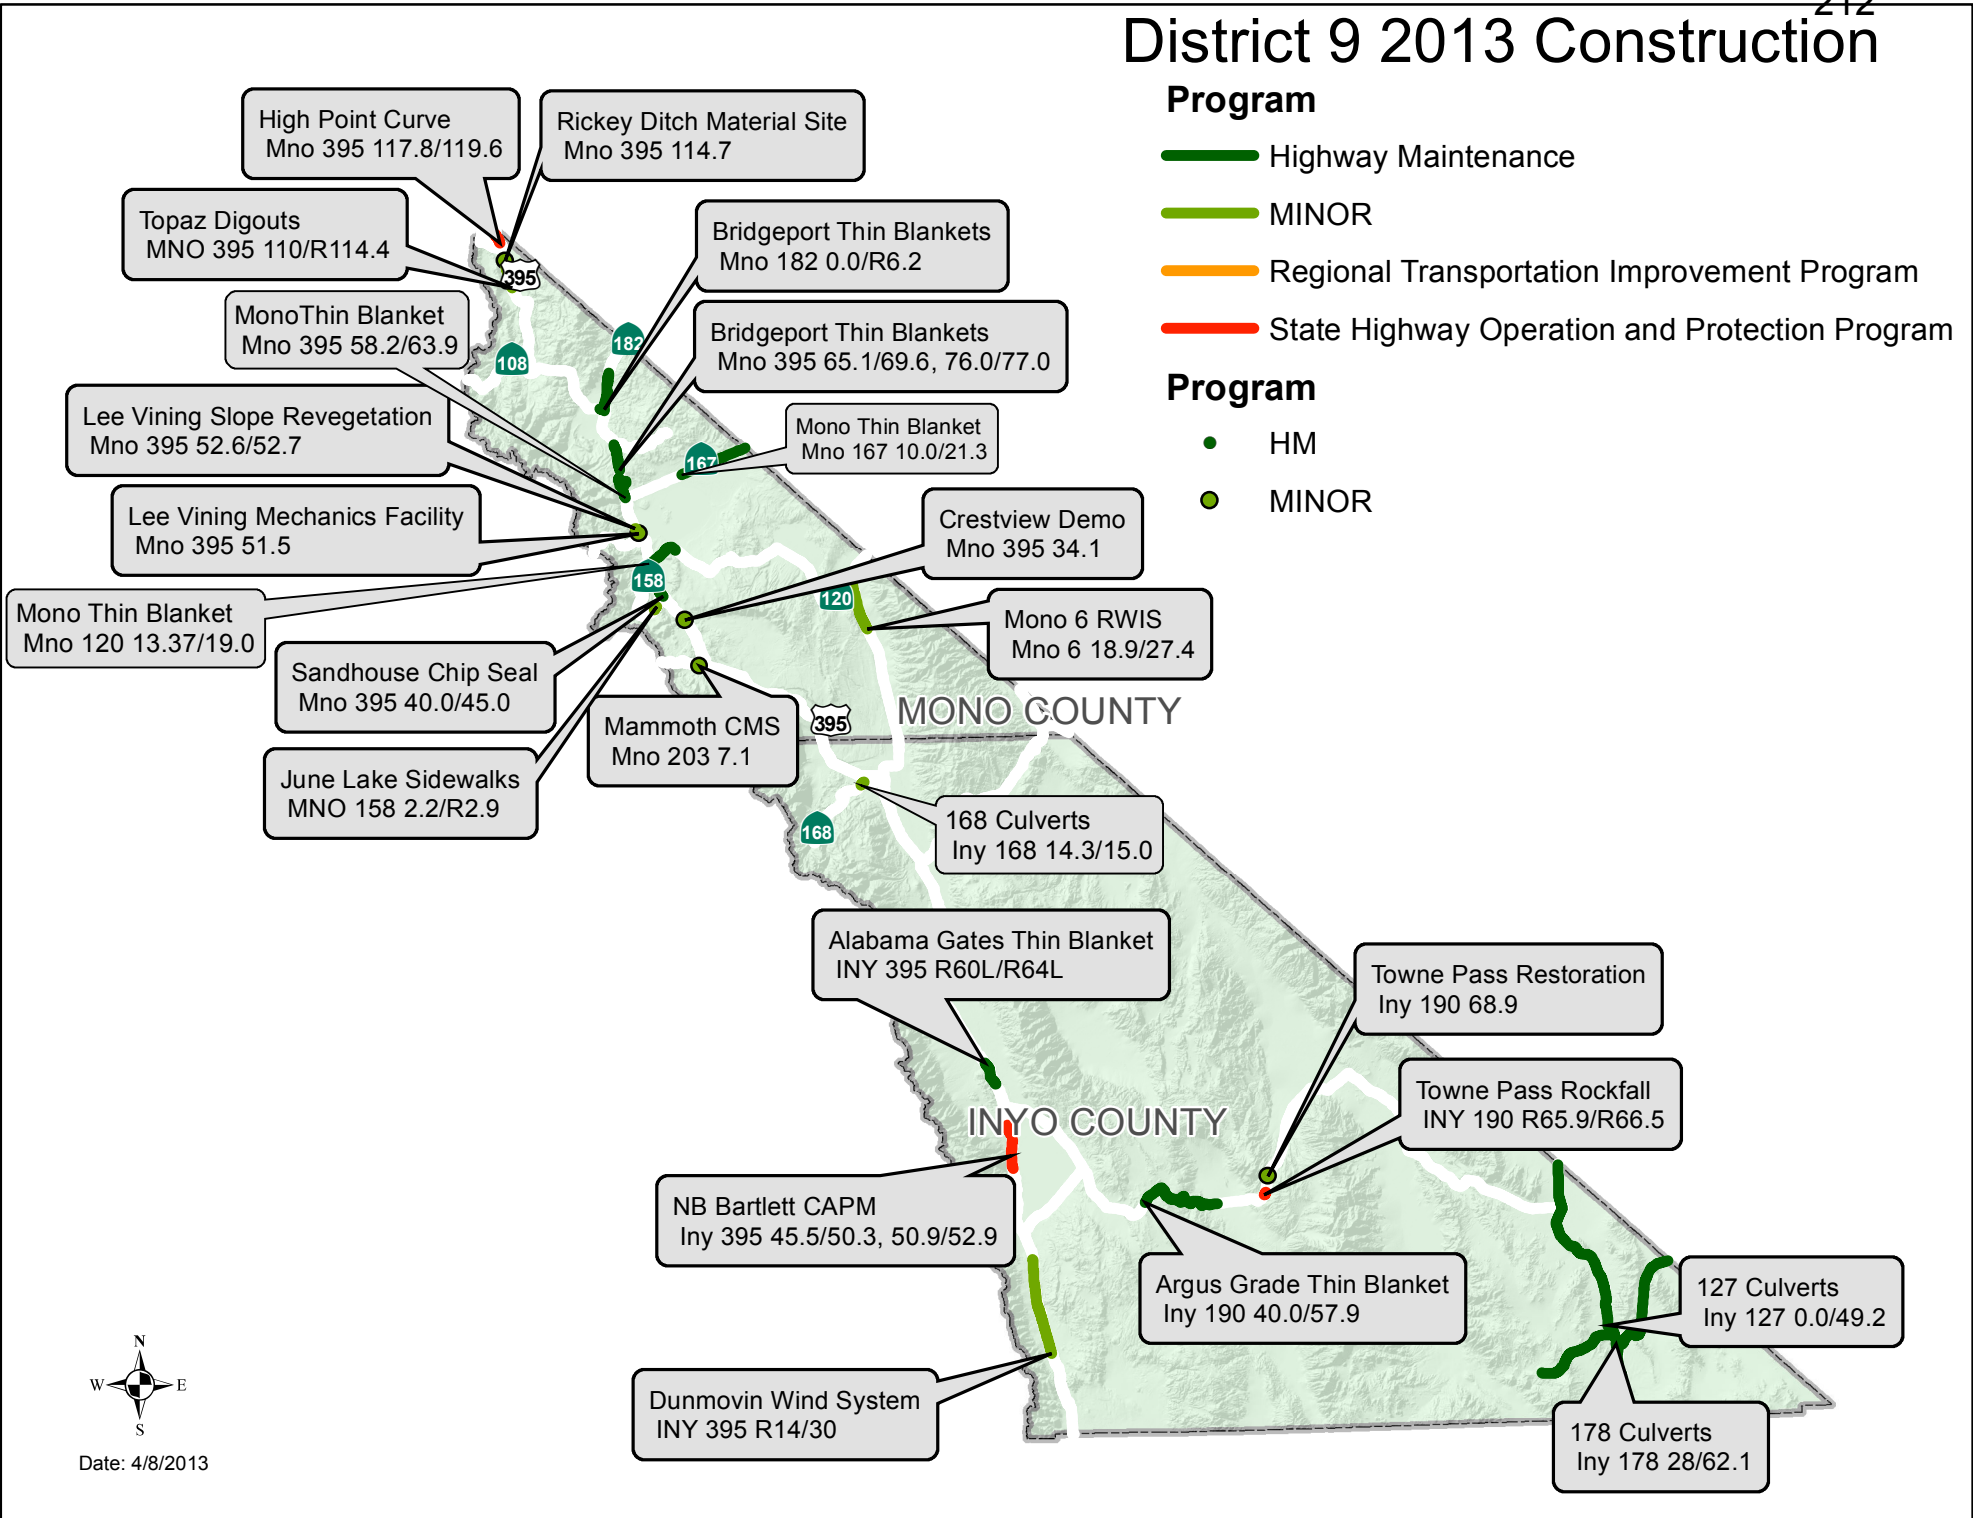 212
District 9 2013 Construction
Program
Highway Maintenance
MINOR
Regional Transportation Improvement Program
State Highway Operation and Protection Program
Program
HM
MINOR
High Point Curve
Mno 395 117.8/119.6
Rickey Ditch Material Site
Mno 395 114.7
Topaz Digouts
MNO 395 110/R114.4
Bridgeport Thin Blankets
Mno 182 0.0/R6.2
395
MonoThin Blanket
Mno 395 58.2/63.9
Bridgeport Thin Blankets
Mno 395 65.1/69.6, 76.0/77.0
182
108
Lee Vining Slope Revegetation
Mno 395 52.6/52.7
Mono Thin Blanket
Mno 167 10.0/21.3
167
Lee Vining Mechanics Facility
Mno 395 51.5
Crestview Demo
Mno 395 34.1
158
120
Mono Thin Blanket
Mno 120 13.37/19.0
Mono 6 RWIS
Mno 6 18.9/27.4
Sandhouse Chip Seal
Mno 395 40.0/45.0
Mammoth CMS
Mno 203 7.1
395
MONO COUNTY
June Lake Sidewalks
MNO 158 2.2/R2.9
168
168 Culverts
Iny 168 14.3/15.0
Alabama Gates Thin Blanket
INY 395 R60L/R64L
Towne Pass Restoration
Iny 190 68.9
Towne Pass Rockfall
INY 190 R65.9/R66.5
INYO COUNTY
NB Bartlett CAPM
Iny 395 45.5/50.3, 50.9/52.9
Argus Grade Thin Blanket
Iny 190 40.0/57.9
127 Culverts
Iny 127 0.0/49.2
Dunmovin Wind System
INY 395 R14/30
178 Culverts
Iny 178 28/62.1
N
W
E
S
Date: 4/8/2013